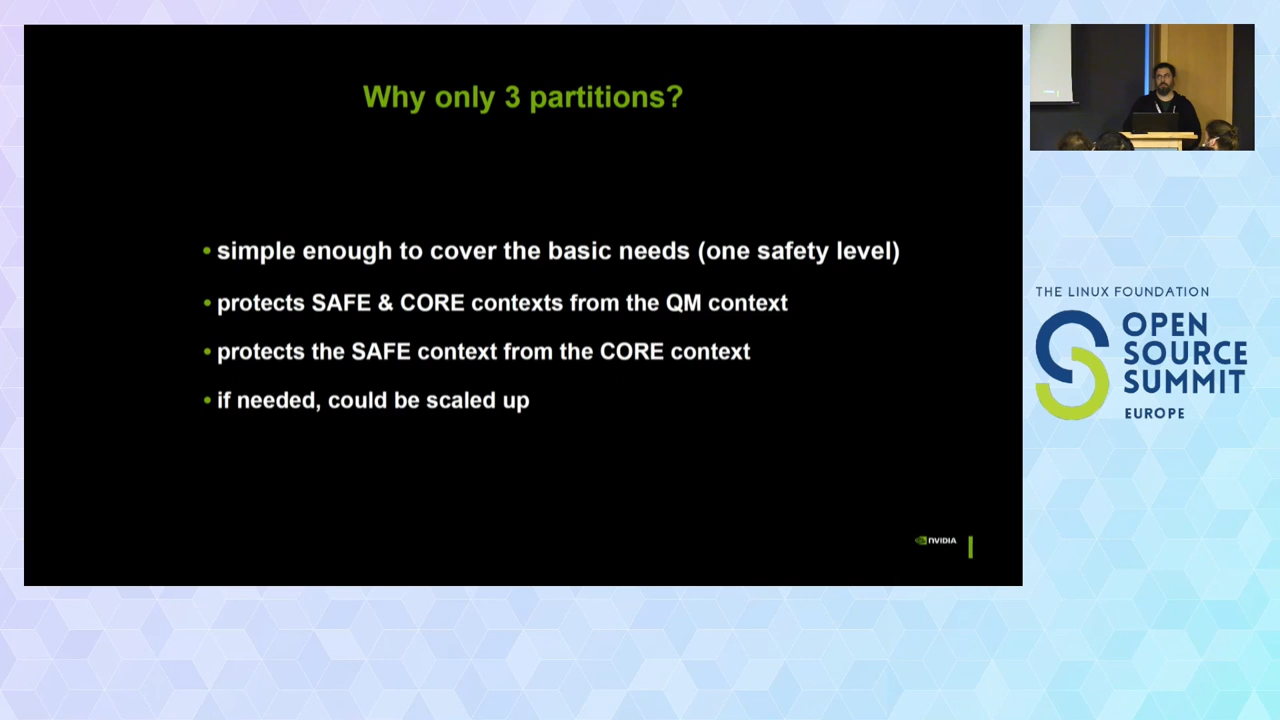 Why only 3 partitions?
• simple enough to cover the basic needs (one safety level)
• protects SAFE & CORE contexts from the QM context
• protects the SAFE context from the CORE context
• if needed, could be scaled up
NVIDIA
THE LINUX FOUNDATION
OPEN
SOURCE
SUMMIT
EUROPE